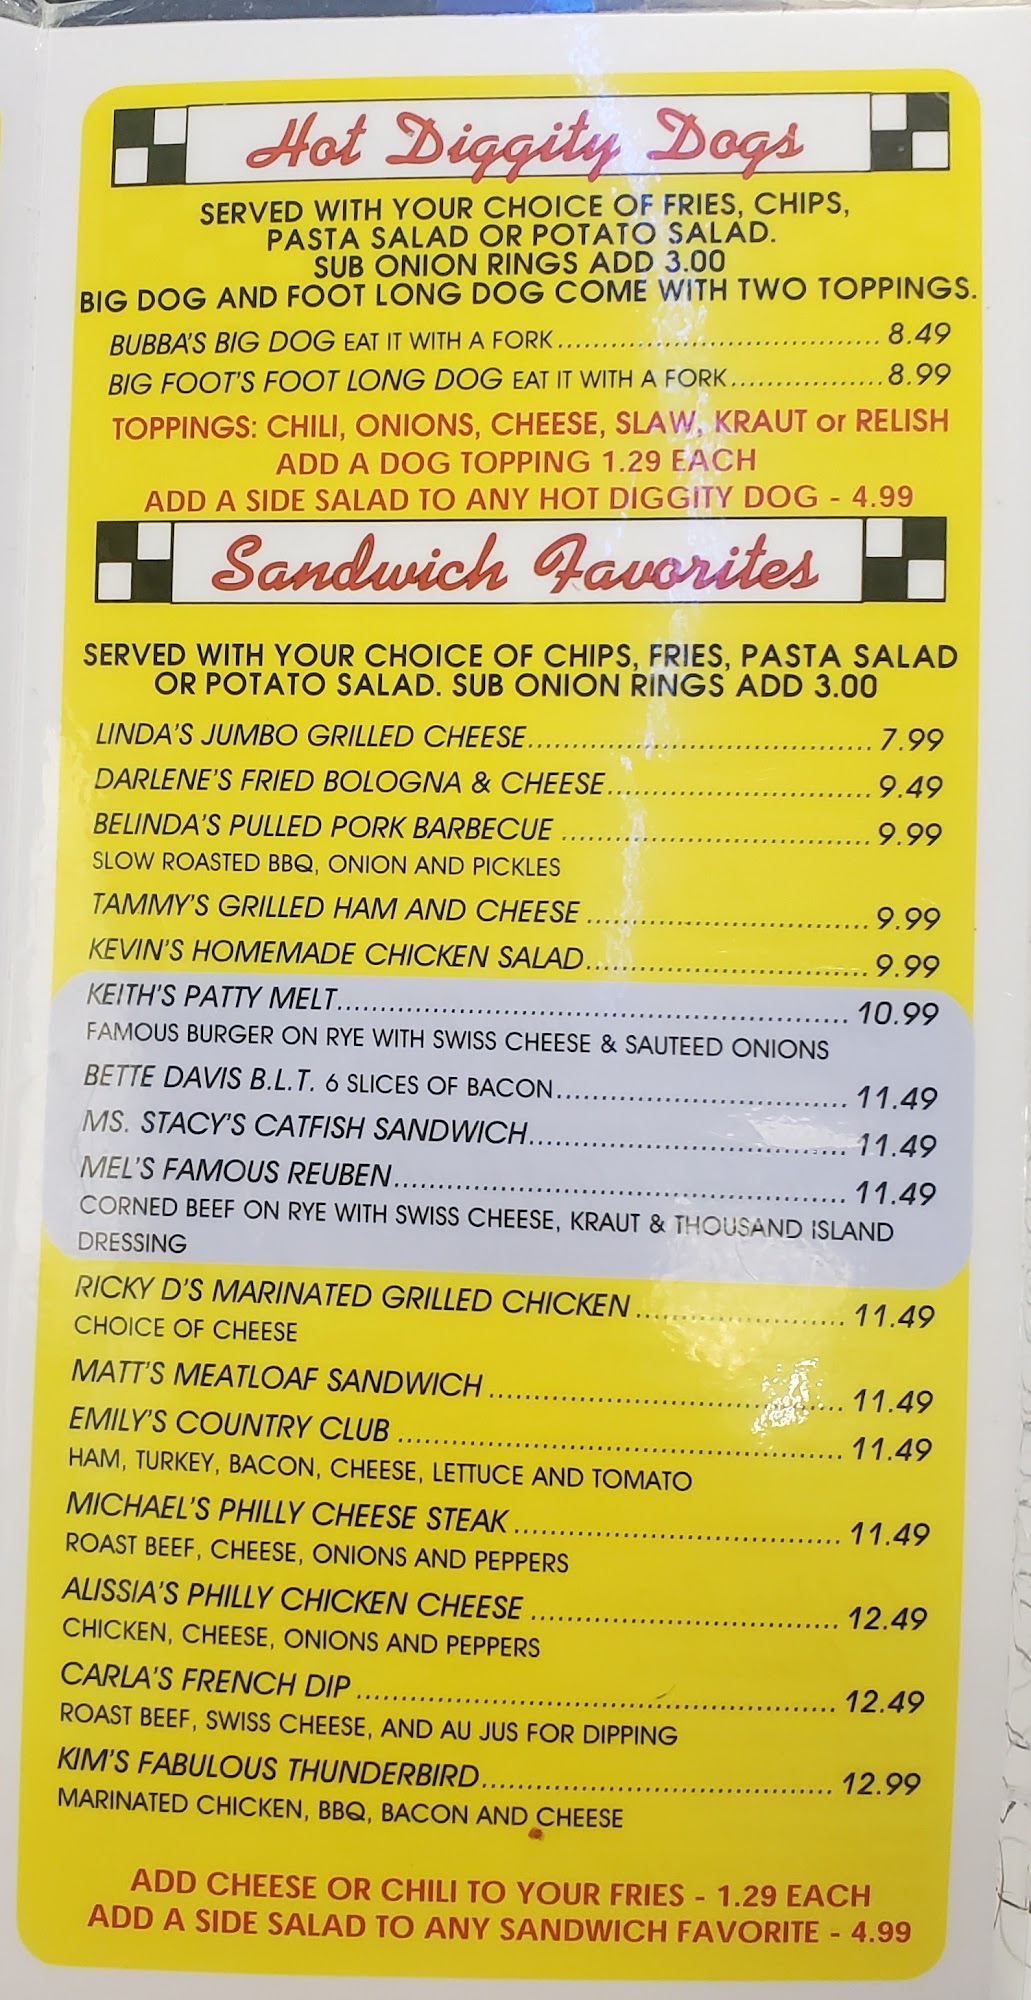 Hot Diggity Dogs
SERVED WITH YOUR CHOICE OF FRIES, CHIPS,
PASTA SALAD OR POTATO SALAD.
SUB ONION RINGS ADD 3.00
BIG DOG AND FOOT LONG DOG COME WITH TWO TOPPINGS.
BUBBA'S BIG DOG EAT IT WITH A FORK 8.49
BIG FOOT'S FOOT LONG DOG EAT IT WITH A FORK 8.99
TOPPINGS: CHILI, ONIONS, CHEESE, SLAW, KRAUT or RELISH
ADD A DOG TOPPING 1.29 EACH
ADD A SIDE SALAD TO ANY HOT DIGGITY DOG - 4.99
Sandwich Favorites
SERVED WITH YOUR CHOICE OF CHIPS, FRIES, PASTA SALAD
OR POTATO SALAD. SUB ONION RINGS ADD 3.00
LINDA'S JUMBO GRILLED CHEESE 7.99
DARLENE'S FRIED BOLOGNA & CHEESE 9.49
BELINDA'S PULLED PORK BARBECUE 9.99
SLOW ROASTED BBQ, ONION AND PICKLES
TAMMY'S GRILLED HAM AND CHEESE 9.99
KEVIN'S HOMEMADE CHICKEN SALAD 9.99
KEITH'S PATTY MELT 10.99
FAMOUS BURGER ON RYE WITH SWISS CHEESE & SAUTEED ONIONS
BETTE DAVIS B.L.T. 6 SLICES OF BACON 11.49
MS. STACY'S CATFISH SANDWICH 11.49
MEL'S FAMOUS REUBEN 11.49
CORNED BEEF ON RYE WITH SWISS CHEESE, KRAUT & THOUSAND ISLAND
DRESSING
RICKY D'S MARINATED GRILLED CHICKEN 11.49
CHOICE OF CHEESE
MATT'S MEATLOAF SANDWICH 11.49
EMILY'S COUNTRY CLUB 11.49
HAM, TURKEY, BACON, CHEESE, LETTUCE AND TOMATO
MICHAEL'S PHILLY CHEESE STEAK 11.49
ROAST BEEF, CHEESE, ONIONS AND PEPPERS
ALISSIA'S PHILLY CHICKEN CHEESE 12.49
CHICKEN, CHEESE, ONIONS AND PEPPERS
CARLA'S FRENCH DIP 12.49
ROAST BEEF, SWISS CHEESE, AND AU JUS FOR DIPPING
KIM'S FABULOUS THUNDERBIRD 12.99
MARINATED CHICKEN, BBQ, BACON AND CHEESE
ADD CHEESE OR CHILI TO YOUR FRIES - 1.29 EACH
ADD A SIDE SALAD TO ANY SANDWICH FAVORITE - 4.99